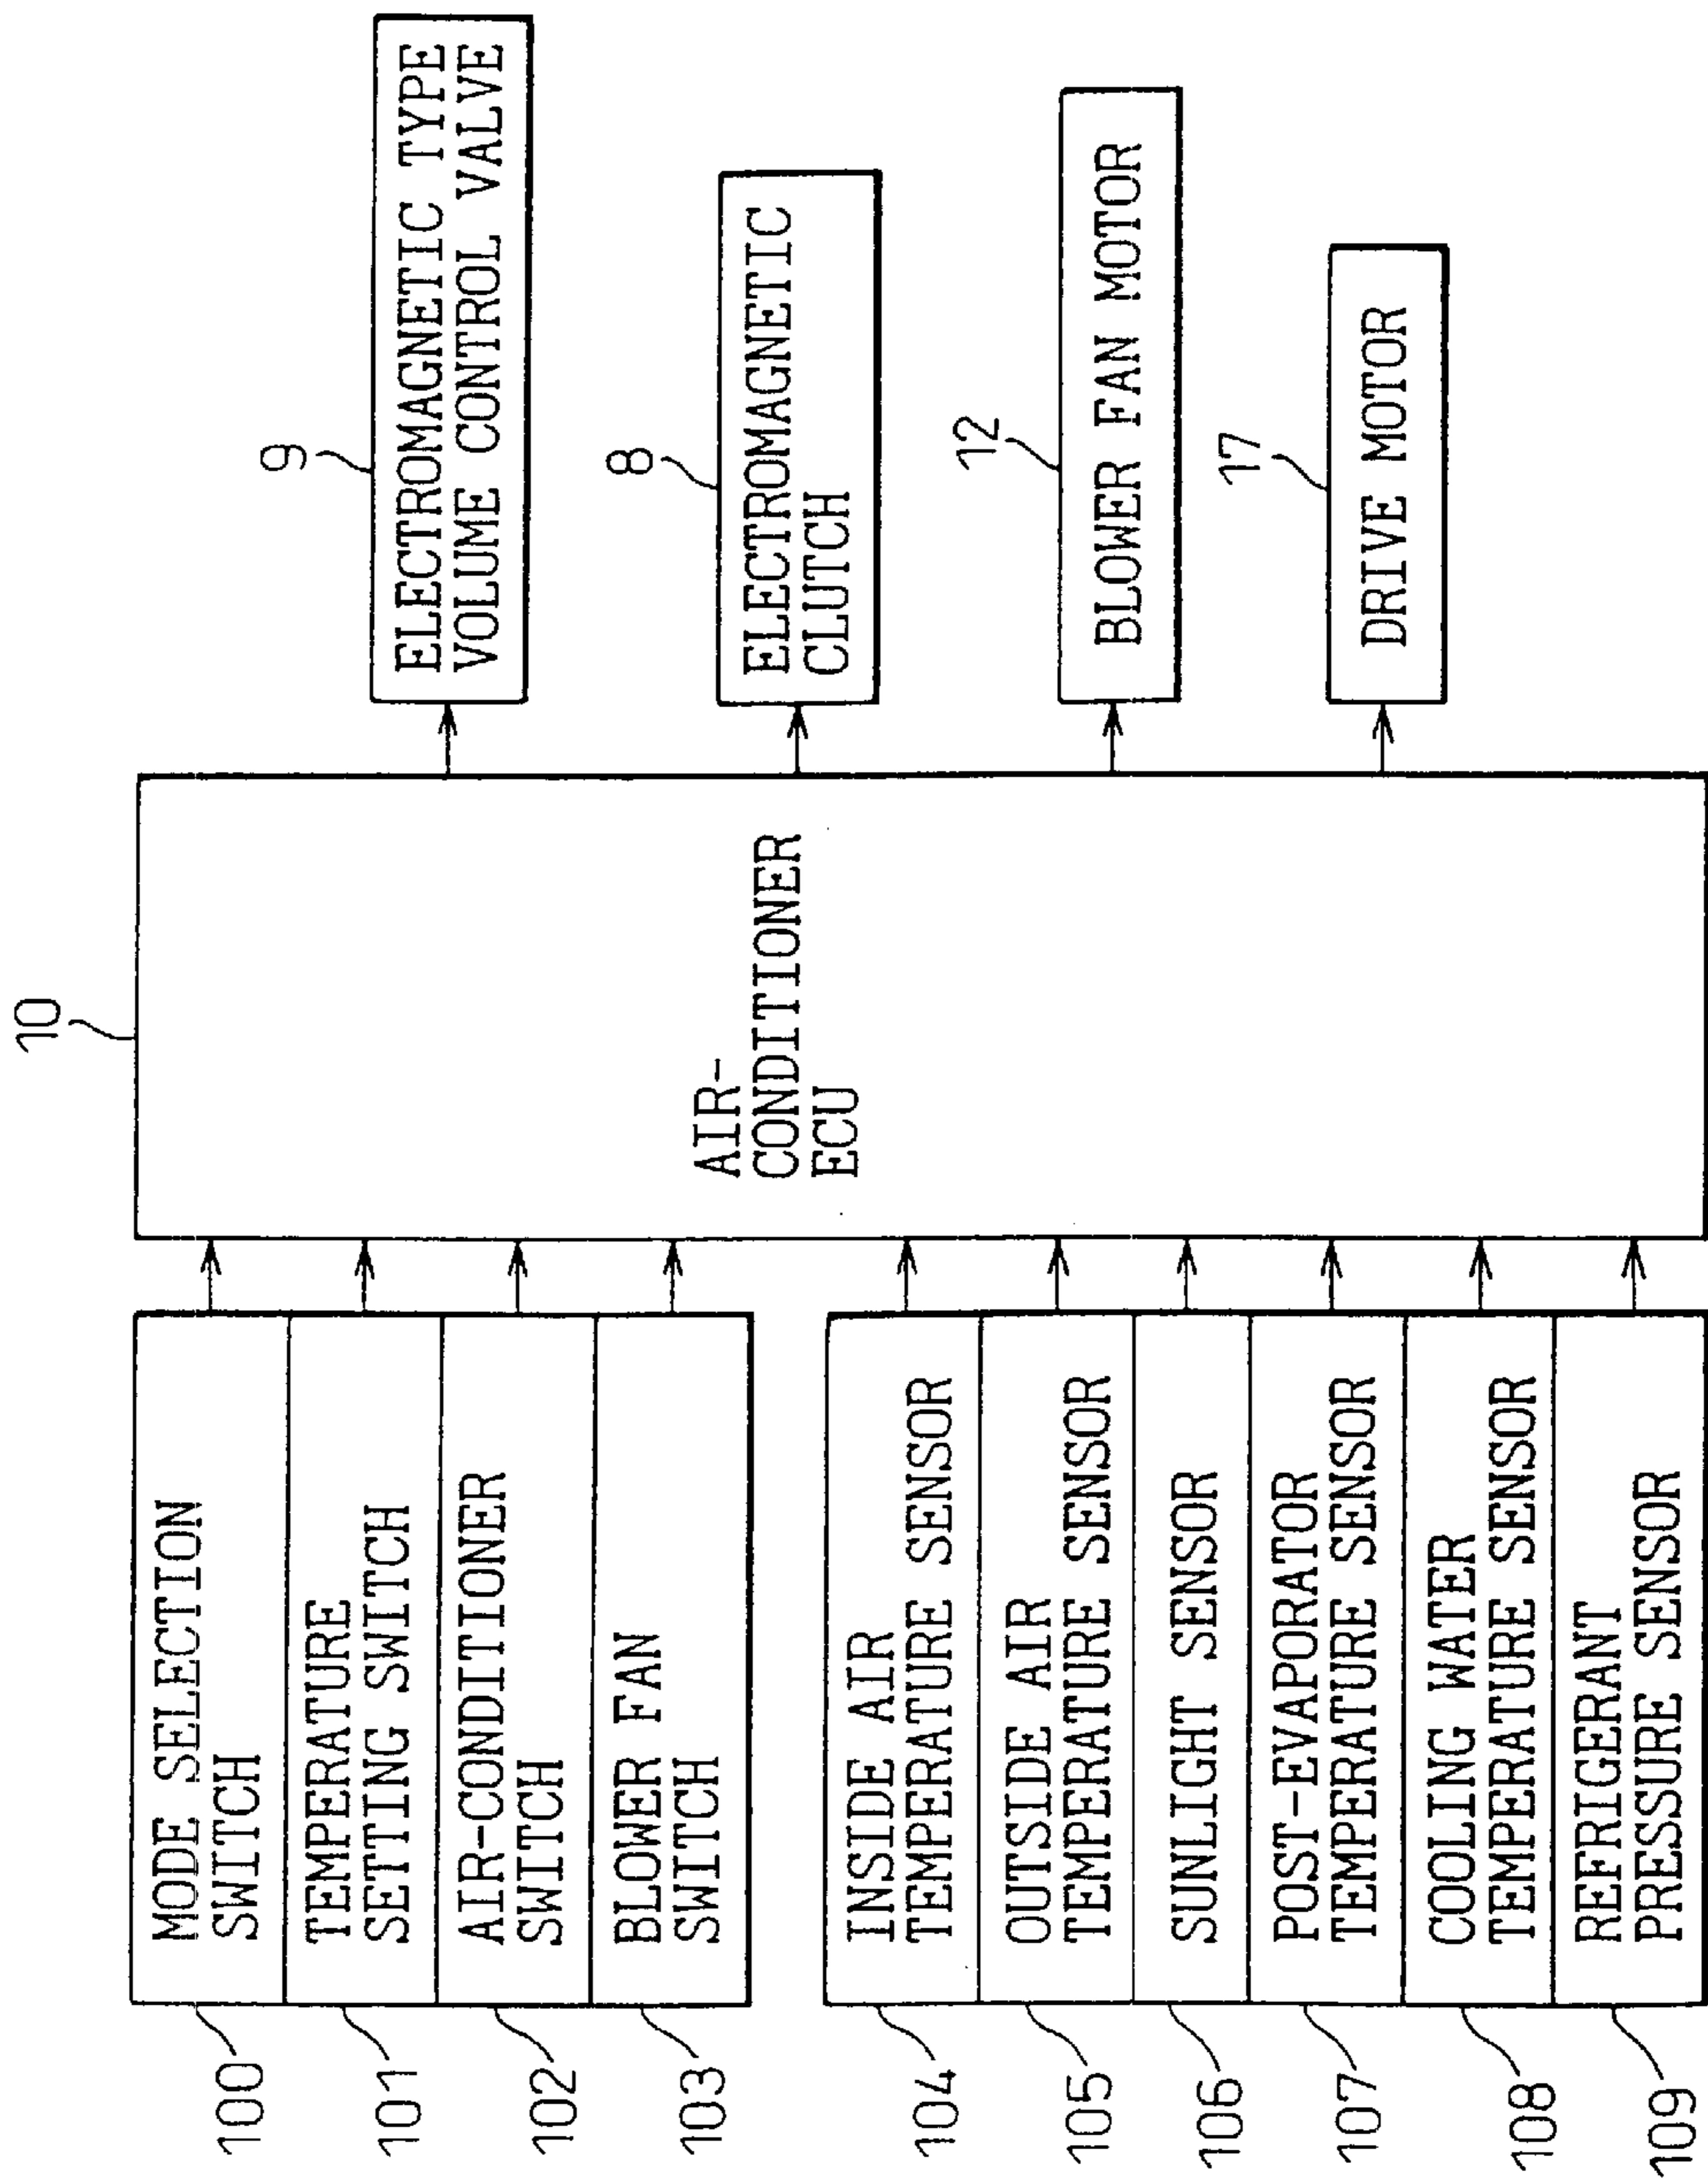 100
MODE SELECTION
SWITCH
101
TEMPERATURE
SETTING SWITCH
102
AIR-CONDITIONER
SWITCH
103
BLOWER FAN
SWITCH
104
INSIDE AIR
TEMPERATURE SENSOR
105
OUTSIDE AIR
TEMPERATURE SENSOR
106
SUNLIGHT SENSOR
107
POST-EVAPORATOR
TEMPERATURE SENSOR
108
COOLING WATER
TEMPERATURE SENSOR
109
REFRIGERANT
PRESSURE SENSOR
10
AIR-
CONDITIONER
ECU
9
ELECTROMAGNETIC TYPE
VOLUME CONTROL VALVE
8
ELECTROMAGNETIC
CLUTCH
12
BLOWER FAN MOTOR
17
DRIVE MOTOR